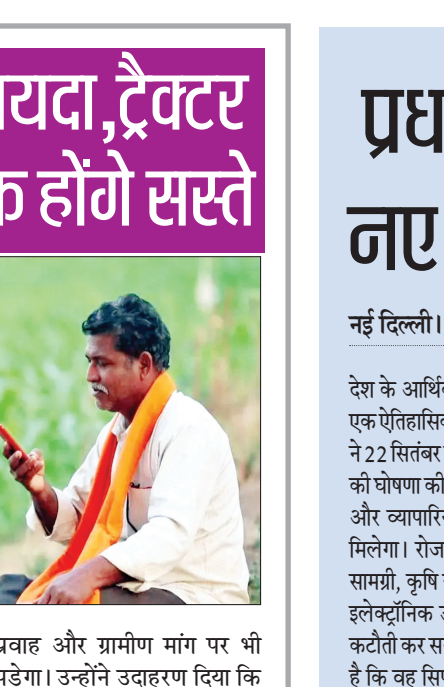 यदा,ट्रैक्टर
होंगे सस्ते
और ग्रामीण मांग पर भी
पड़ेगा। उन्होंने उदाहरण दिया कि
प्रध
नए
नई दिल्ली।
देश के आर्थि
एक ऐतिहासि
ने 22 सितंबर
की घोषणा की
और व्यापारि
मिलेगा। रोज
सामग्री, कृषि
इलेक्ट्रॉनिक
कटौती कर स
है कि वह सि